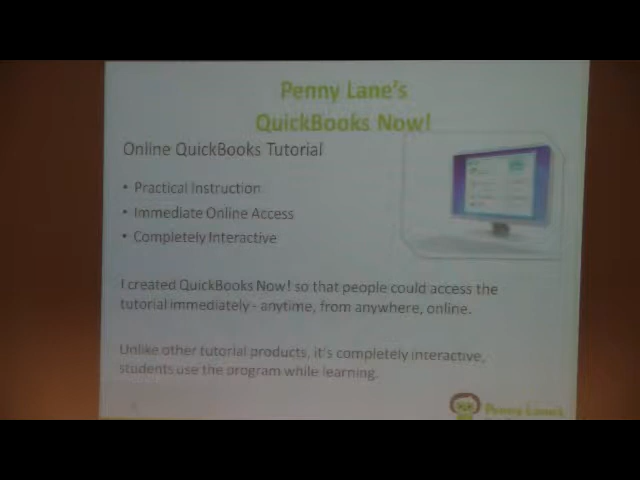 Penny Lane's
QuickBooks Now!
Online QuickBooks Tutorial
• Practical Instruction
• Immediate Online Access
• Completely Interactive
I created QuickBooks Now! so that people could access the
tutorial immediately - anytime, from anywhere, online.
Unlike other tutorial products, it's completely interactive,
students use the program while learning.
Penny Lane's